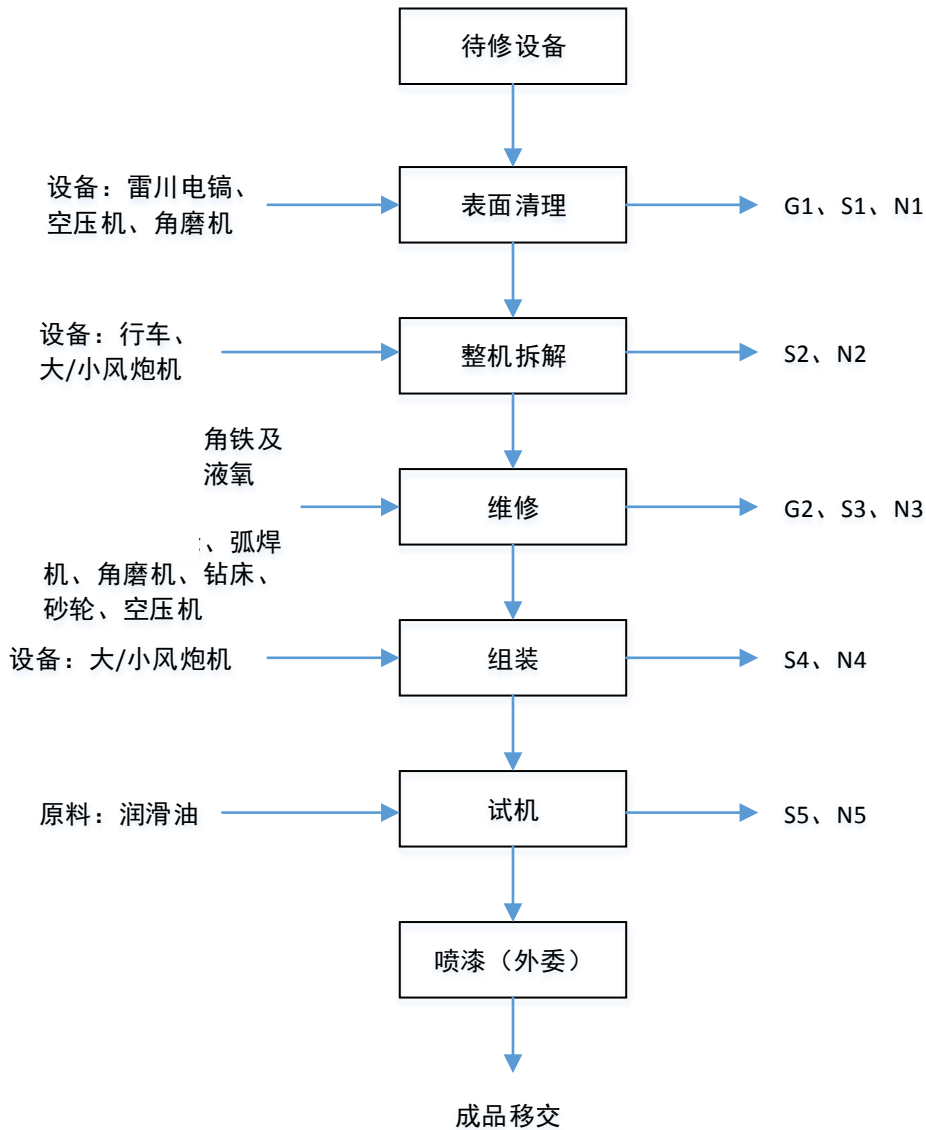 待修设备
设备：雷川电镐、
空压机、角磨机
表面清理
G1、S1、N1
设备：行车、
大/小风炮机
整机拆解
S2、N2
角铁及
液氧
维修
G2、S3、N3
、弧焊
机、角磨机、钻床、
砂轮、空压机
设备：大/小风炮机
组装
S4、N4
原料：润滑油
试机
S5、N5
喷漆（外委）
成品移交